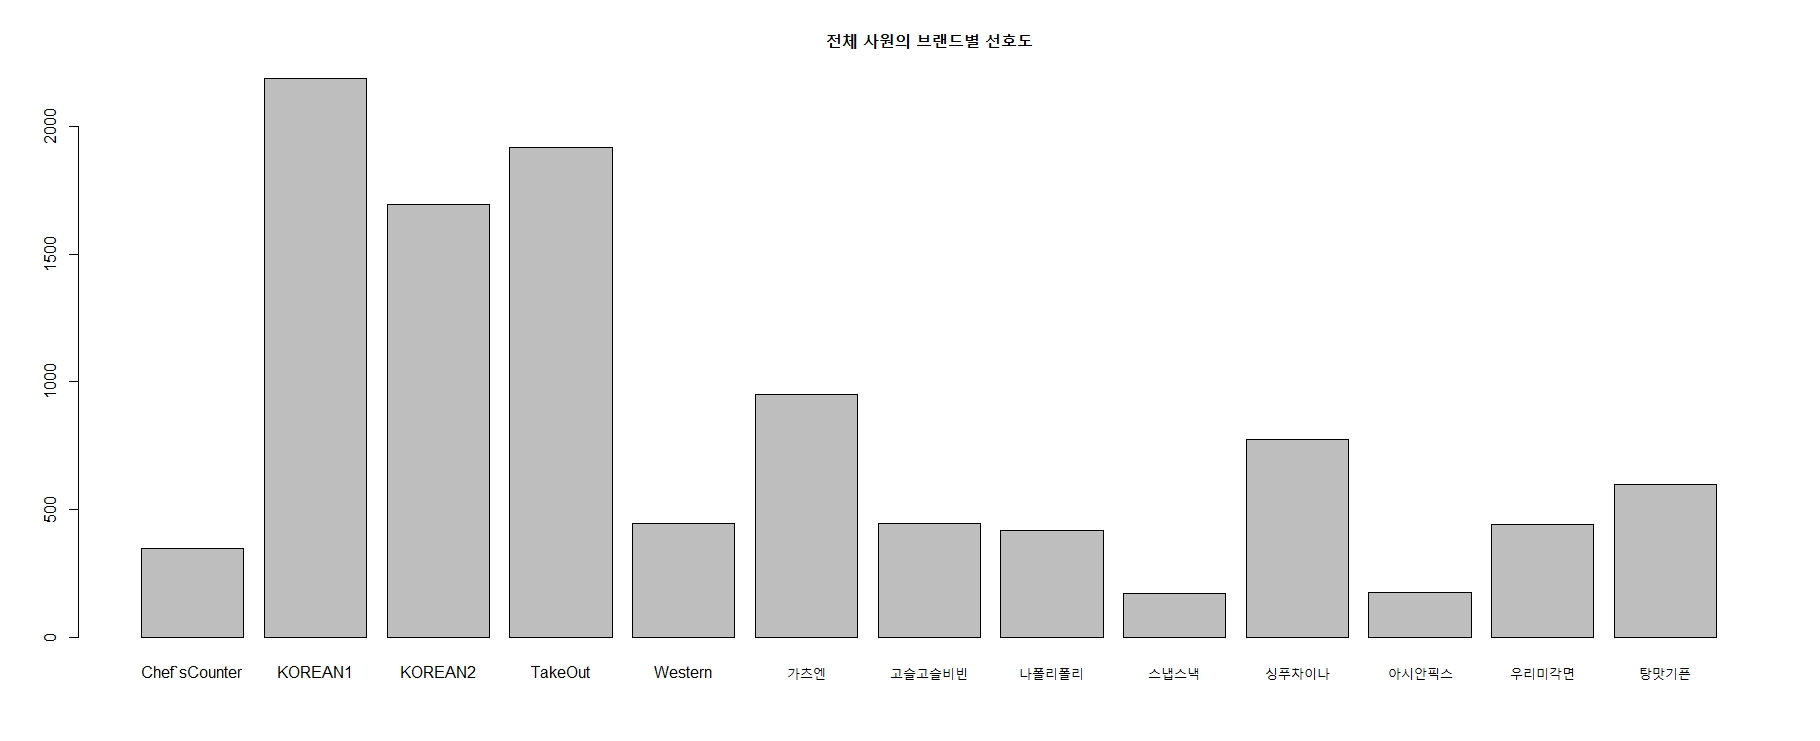 전체 사원의 브랜드별 선호도
2000
1500
1000
500
0
Chef`sCounter KOREAN1 KOREAN2 TakeOut Western 가츠엔 고슬고슬비빈 나폴리폴리 스냅스낵 싱푸차이나 아시안픽스 우리미각면 탕맛기픈